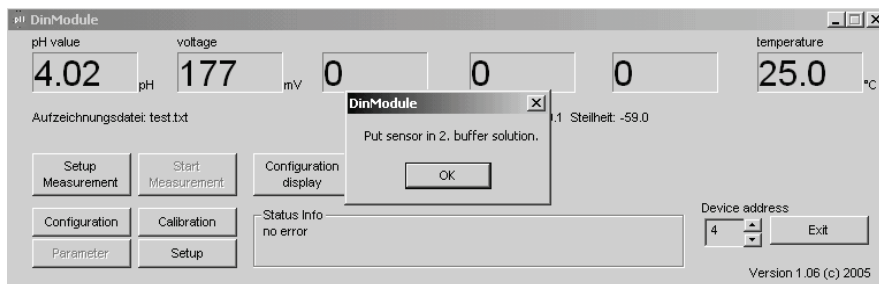 pH DinModule
pH value voltage temperature
4.02 pH 177 mV 0 0 0 25.0 °C
Aufzeichnungsdatei: test.txt .1 Steilheit: -59.0
DinModule
Put sensor in 2. buffer solution.
OK
Setup Measurement
Start Measurement
Configuration display
Configuration
Calibration
Parameter
Setup
Status Info
no error
Device address
4
Exit
Version 1.06 (c) 2005